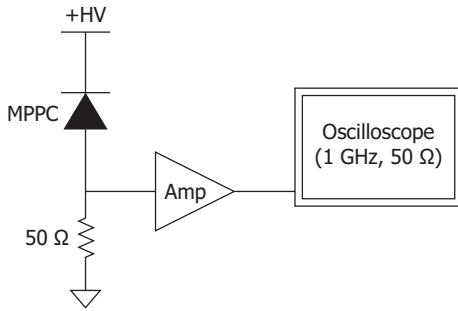 +HV
MPPC
Amp
Oscilloscope
(1 GHz, 50 Ω)
50 Ω